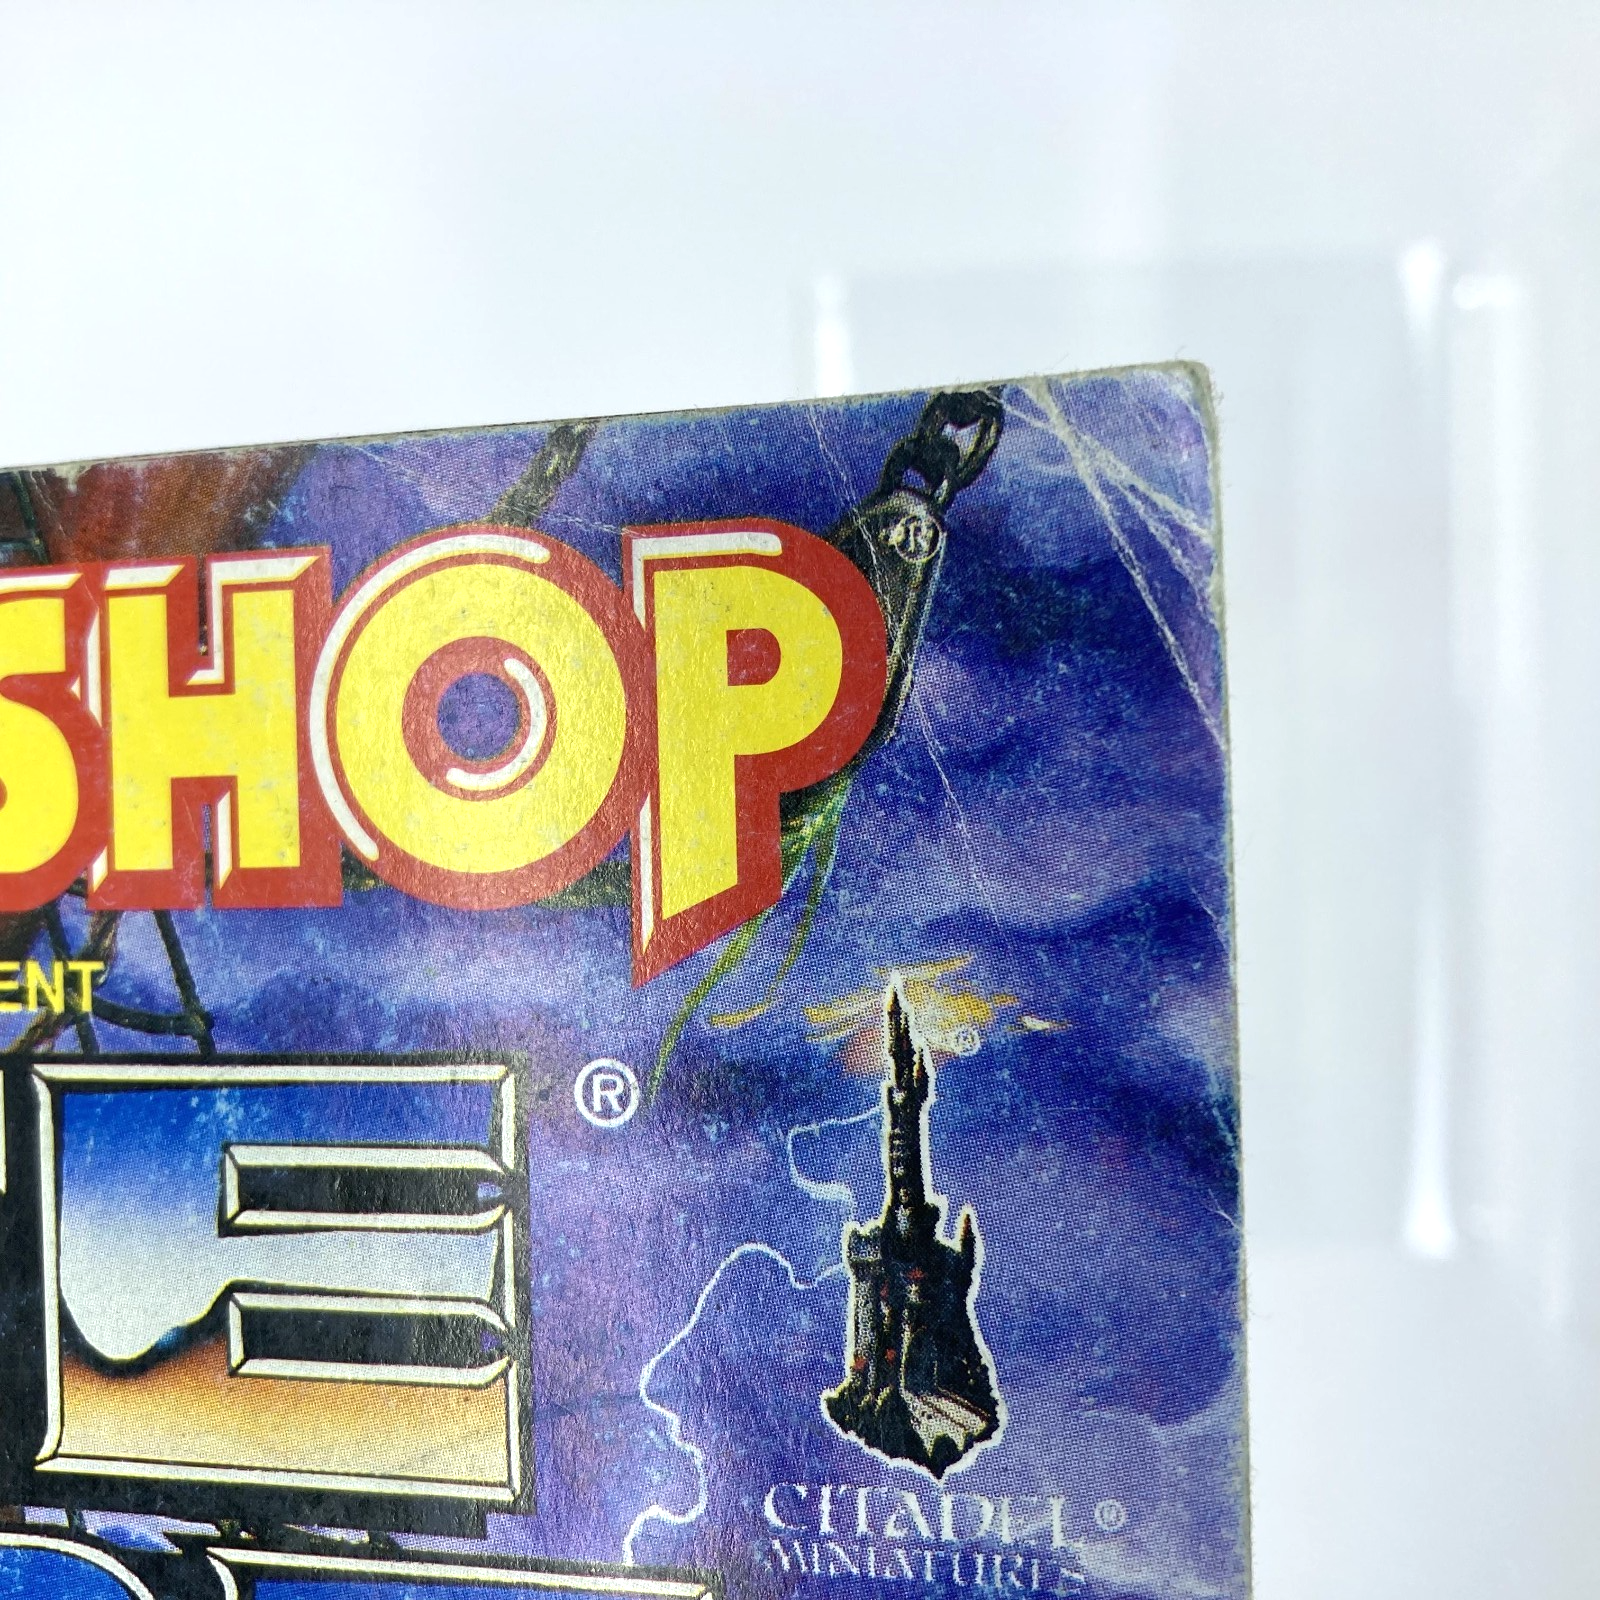 SHOP ®
ENT
E ®
®
CITADEL ®
MINIATURES